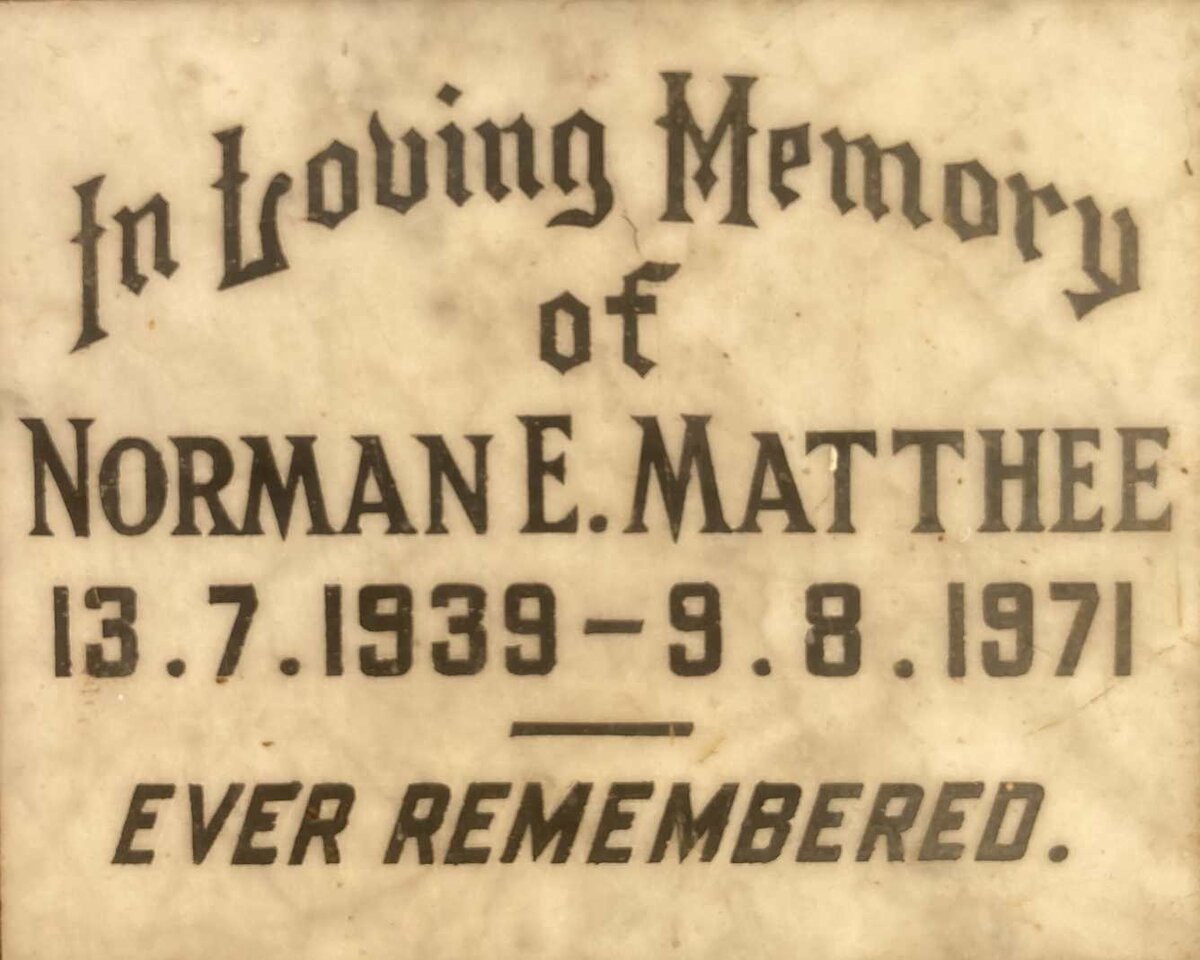 In Loving Memory
of
NORMAN E. MATTHEE
13.7.1939 - 9.8.1971
EVER REMEMBERED.